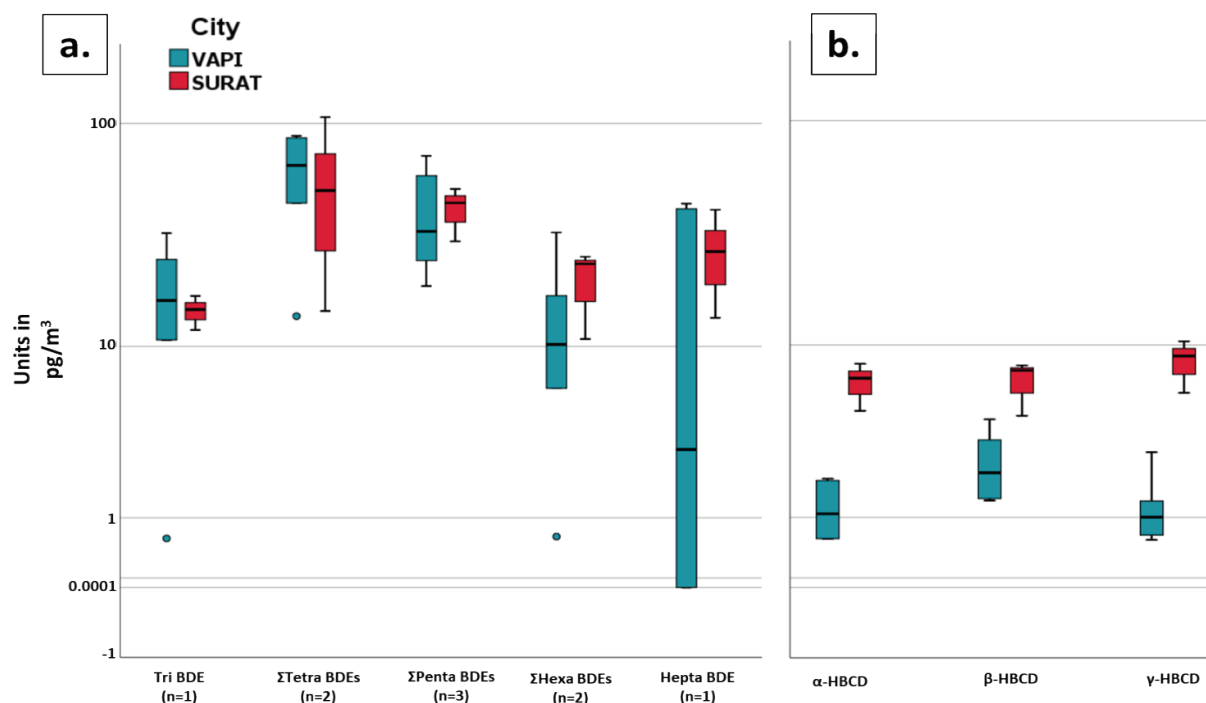 a.
City
VAPI
SURAT
b.
100
10
1
0.0001
-1
Units in
pg/m³
Tri BDE
(n=1)
ΣTetra BDEs
(n=2)
ΣPenta BDEs
(n=3)
ΣHexa BDEs
(n=2)
Hepta BDE
(n=1)
α-HBCD
β-HBCD
γ-HBCD